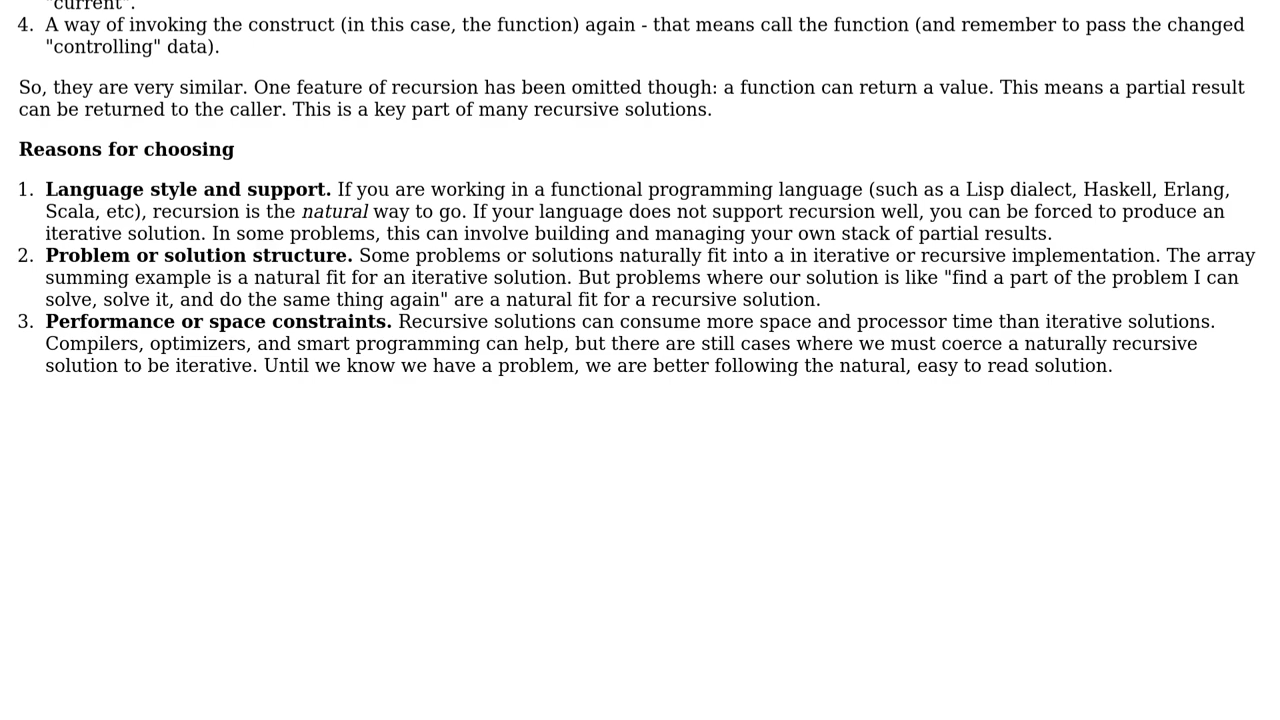 "current".
4. A way of invoking the construct (in this case, the function) again - that means call the function (and remember to pass the changed
"controlling" data).
So, they are very similar. One feature of recursion has been omitted though: a function can return a value. This means a partial result
can be returned to the caller. This is a key part of many recursive solutions.
Reasons for choosing
1. Language style and support. If you are working in a functional programming language (such as a Lisp dialect, Haskell, Erlang,
Scala, etc), recursion is the natural way to go. If your language does not support recursion well, you can be forced to produce an
iterative solution. In some problems, this can involve building and managing your own stack of partial results.
2. Problem or solution structure. Some problems or solutions naturally fit into a in iterative or recursive implementation. The array
summing example is a natural fit for an iterative solution. But problems where our solution is like "find a part of the problem I can
solve, solve it, and do the same thing again" are a natural fit for a recursive solution.
3. Performance or space constraints. Recursive solutions can consume more space and processor time than iterative solutions.
Compilers, optimizers, and smart programming can help, but there are still cases where we must coerce a naturally recursive
solution to be iterative. Until we know we have a problem, we are better following the natural, easy to read solution.